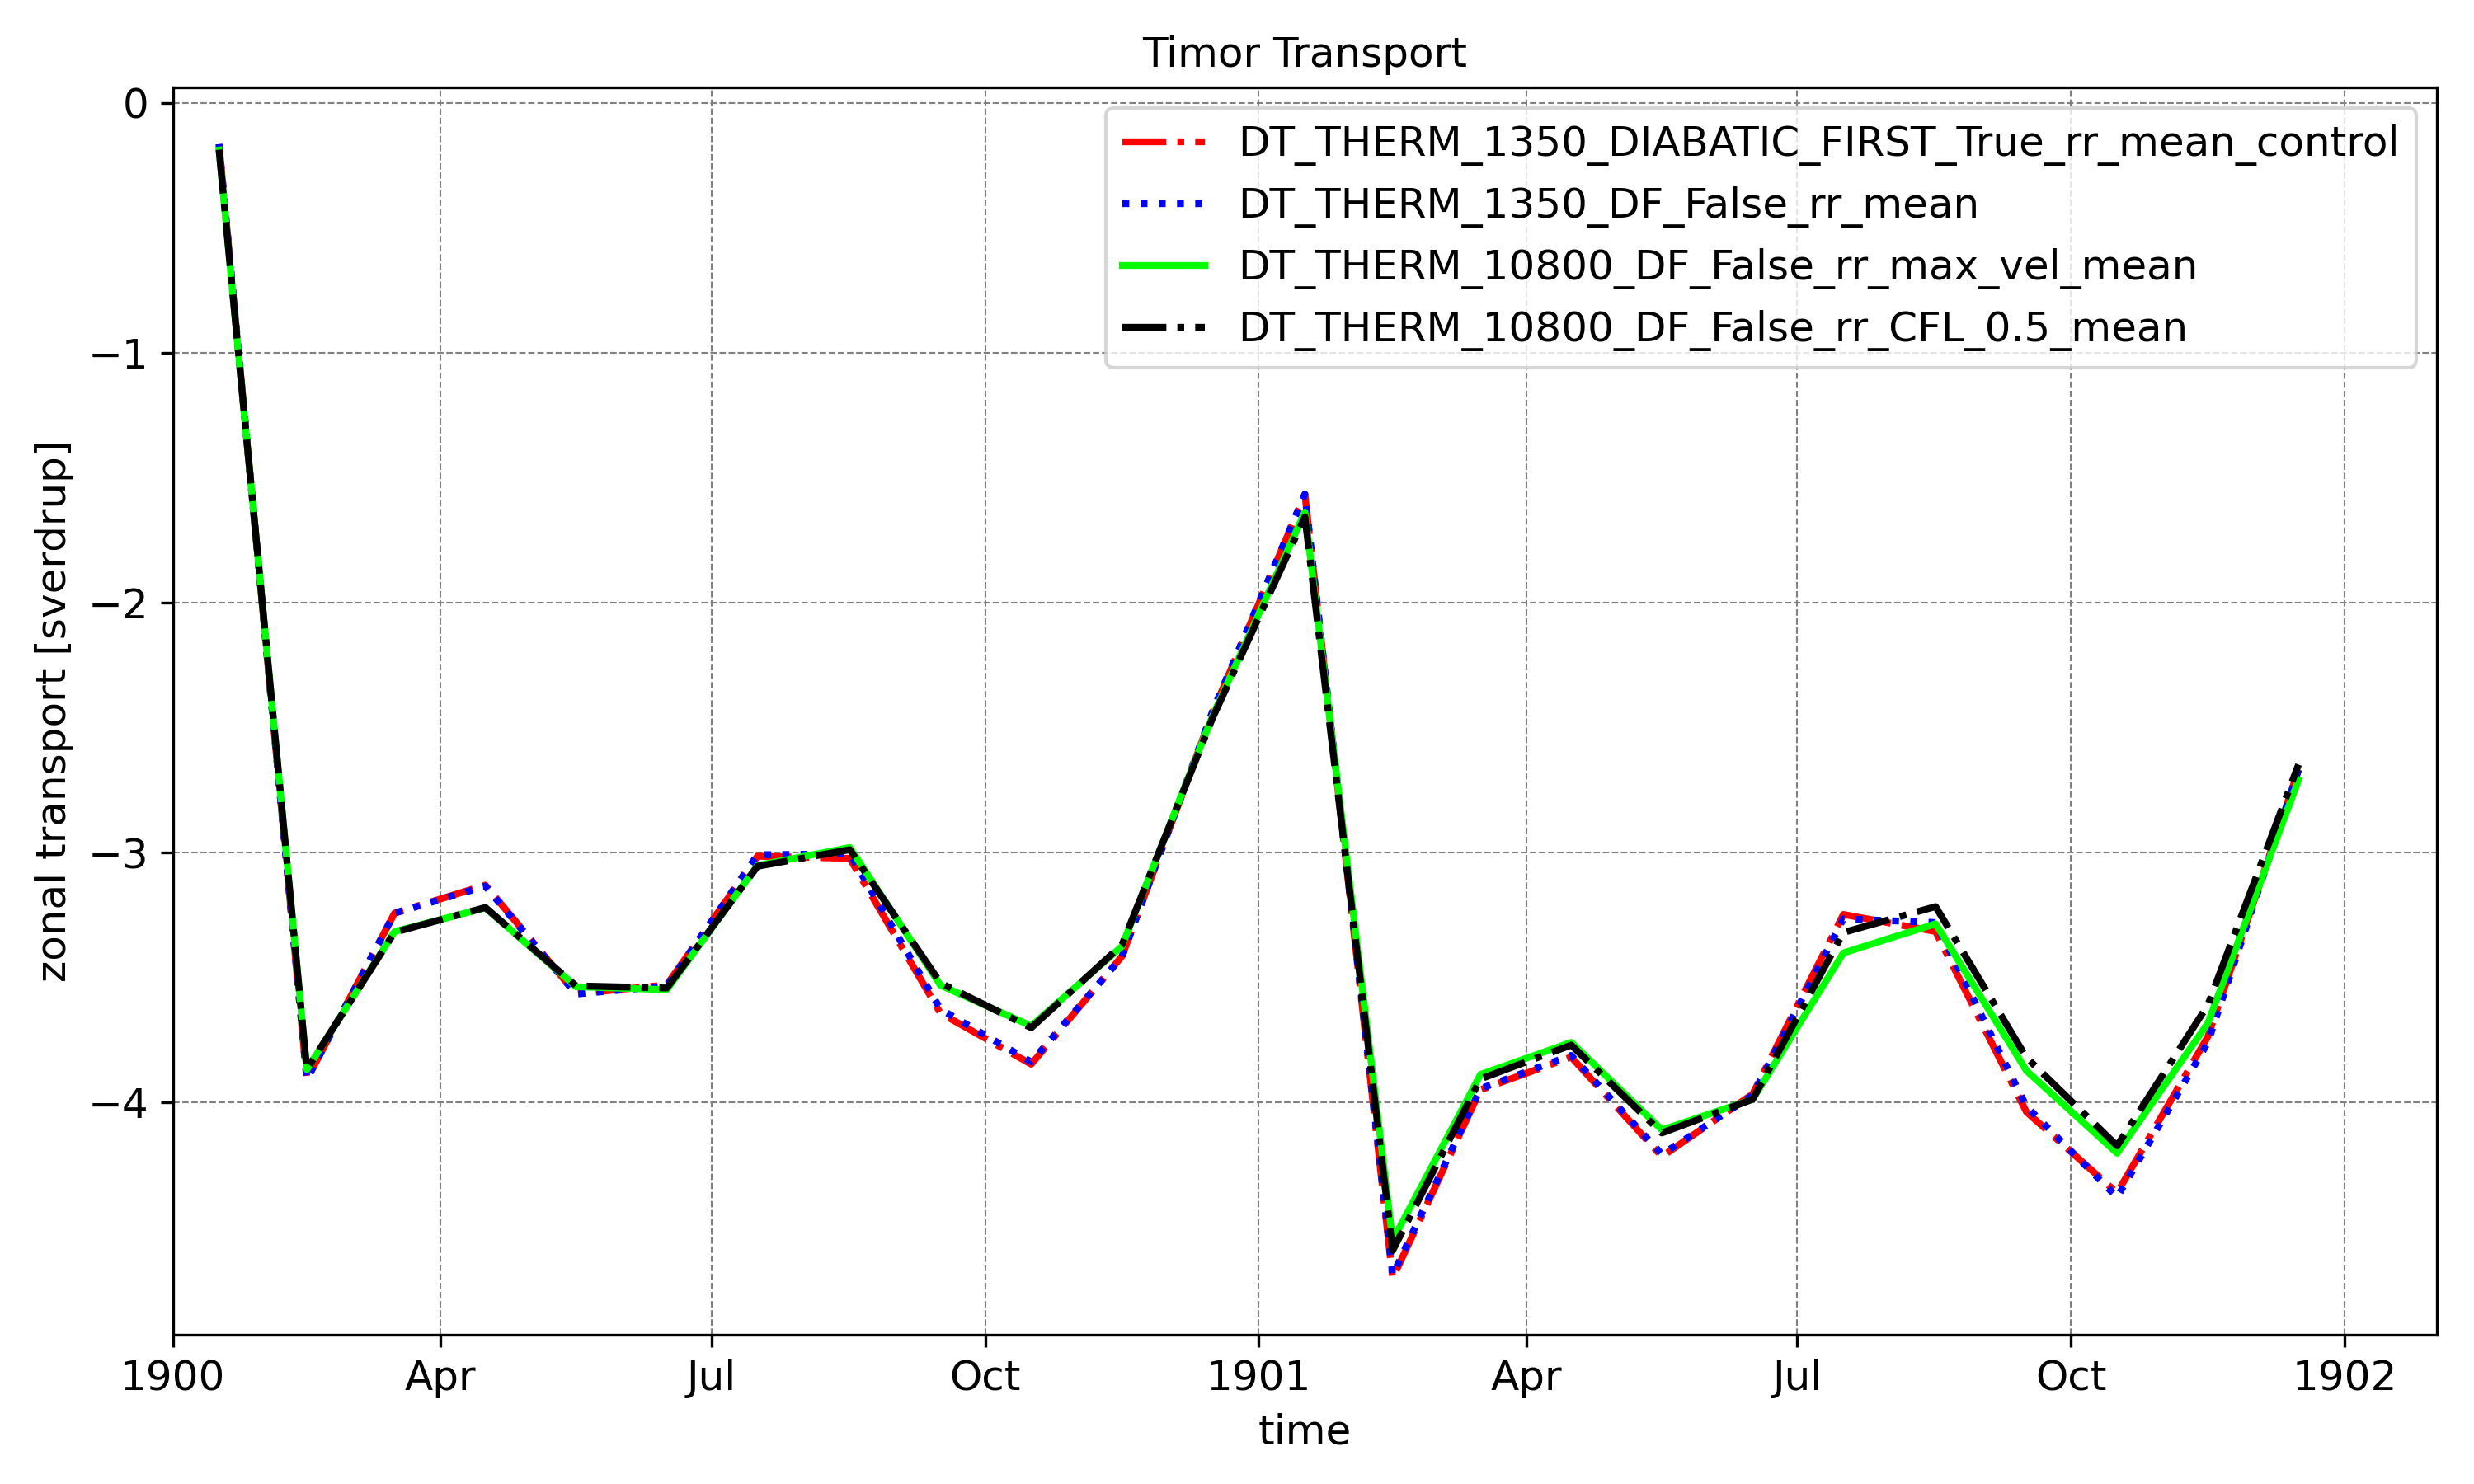 Timor Transport
DT_THERM_1350_DIABATIC_FIRST_True_rr_mean_control
DT_THERM_1350_DF_False_rr_mean
DT_THERM_10800_DF_False_rr_max_vel_mean
DT_THERM_10800_DF_False_rr_CFL_0.5_mean
zonal transport [sverdrup]
0
−1
−2
−3
−4
1900 Apr Jul Oct 1901 Apr Jul Oct 1902
time